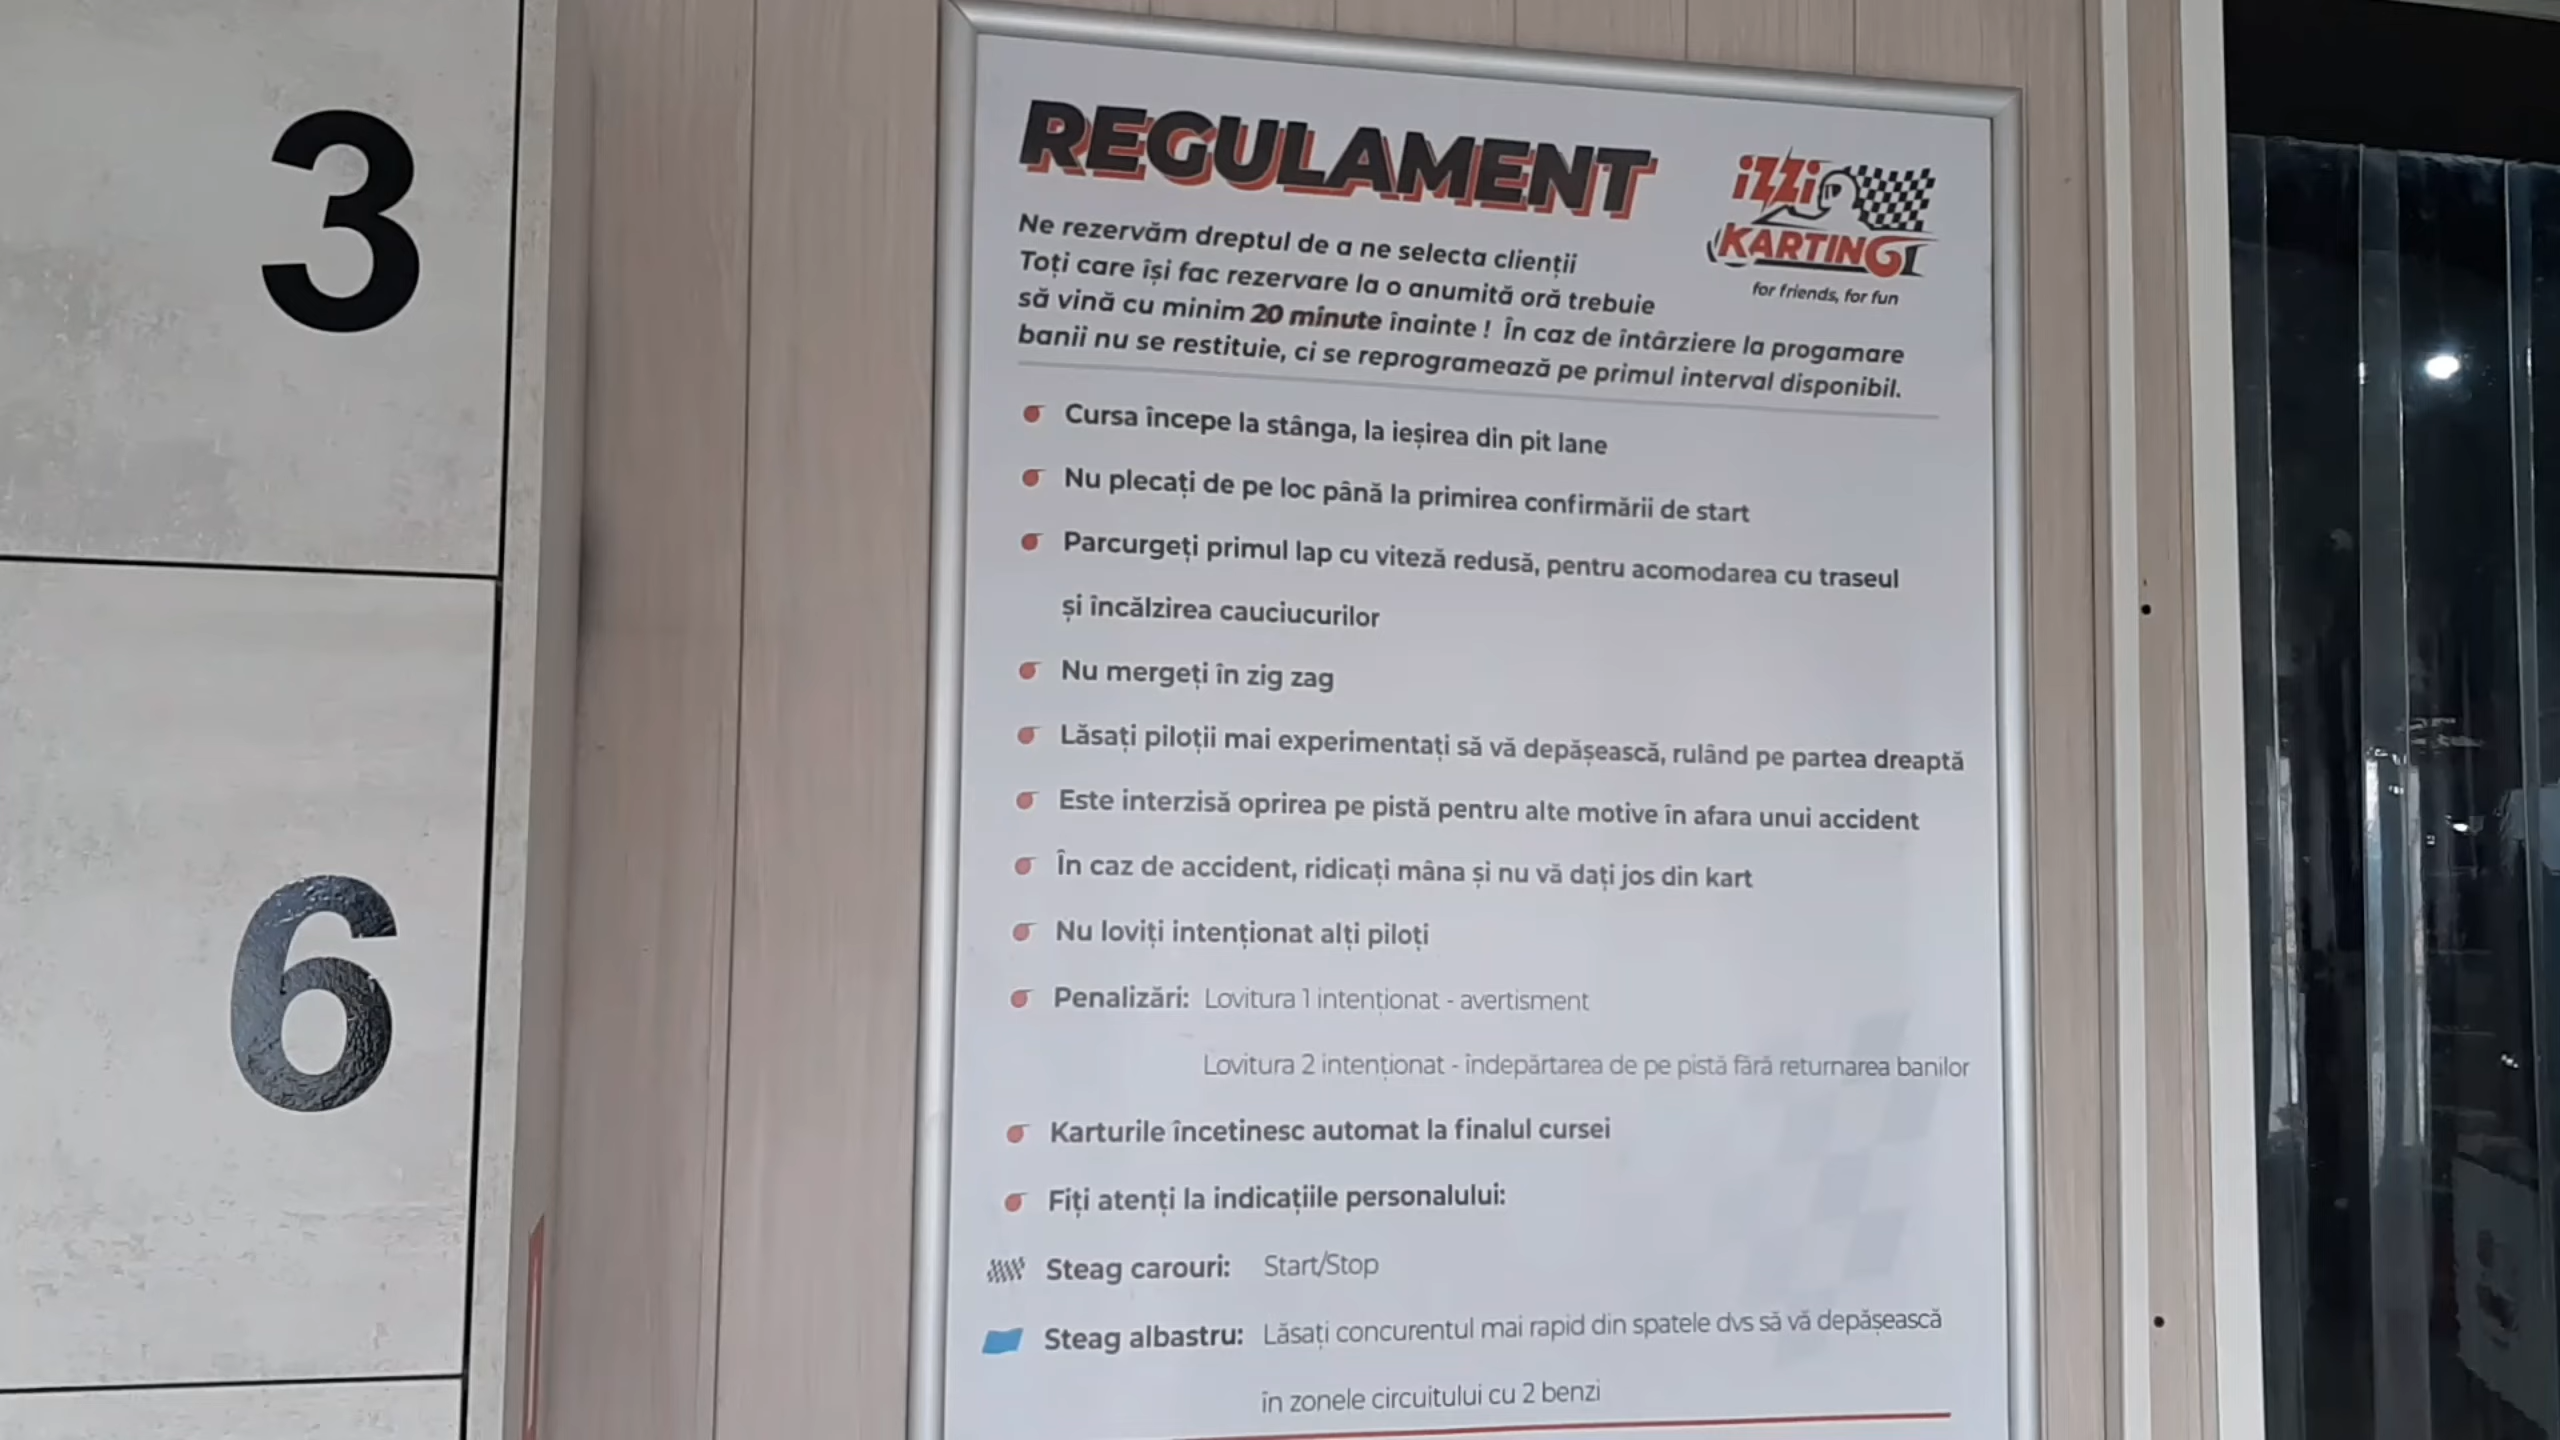 3
6
REGULAMENT
iZZi
KARTING
for friends, for fun
Ne rezervăm dreptul de a ne selecta clienții
Toți care își fac rezervare la o anumită oră trebuie
să vină cu minim 20 minute înainte ! În caz de întârziere la progamare
banii nu se restituie, ci se reprogramează pe primul interval disponibil.
Cursa începe la stânga, la ieșirea din pit lane
Nu plecați de pe loc până la primirea confirmării de start
Parcurgeți primul lap cu viteză redusă, pentru acomodarea cu traseul
și încălzirea cauciucurilor
Nu mergeți în zig zag
Lăsați piloții mai experimentați să vă depășească, rulând pe partea dreaptă
Este interzisă oprirea pe pistă pentru alte motive în afara unui accident
În caz de accident, ridicați mâna și nu vă dați jos din kart
Nu loviți intenționat alți piloți
Penalizări: Lovitura 1 intenționat - avertisment
Lovitura 2 intenționat - îndepărtarea de pe pistă fără returnarea banilor
Karturile încetinesc automat la finalul cursei
Fiți atenți la indicațiile personalului:
Steag carouri: Start/Stop
Steag albastru: Lăsați concurentul mai rapid din spatele dvs să vă depășească
în zonele circuitului cu 2 benzi